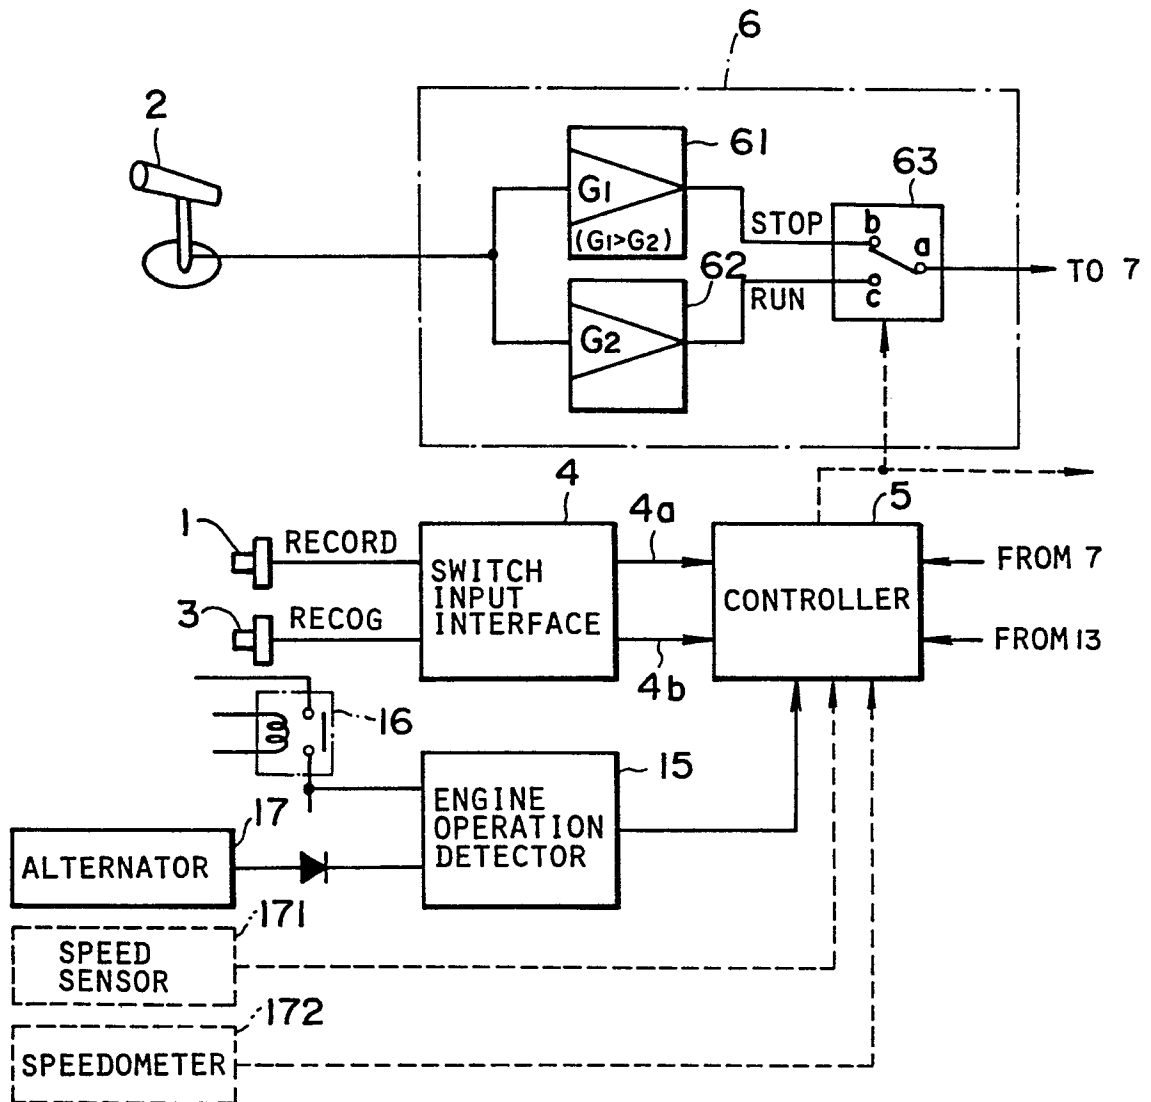 6
2
61
G1
(G1>G2)
STOP
63
b
a
c
TO 7
62
RUN
G2
4
5
1
RECORD
4a
FROM 7
SWITCH
INPUT
INTERFACE
CONTROLLER
3
RECOG
4b
FROM 13
16
15
ENGINE
OPERATION
DETECTOR
17
ALTERNATOR
171
SPEED
SENSOR
172
SPEEDOMETER